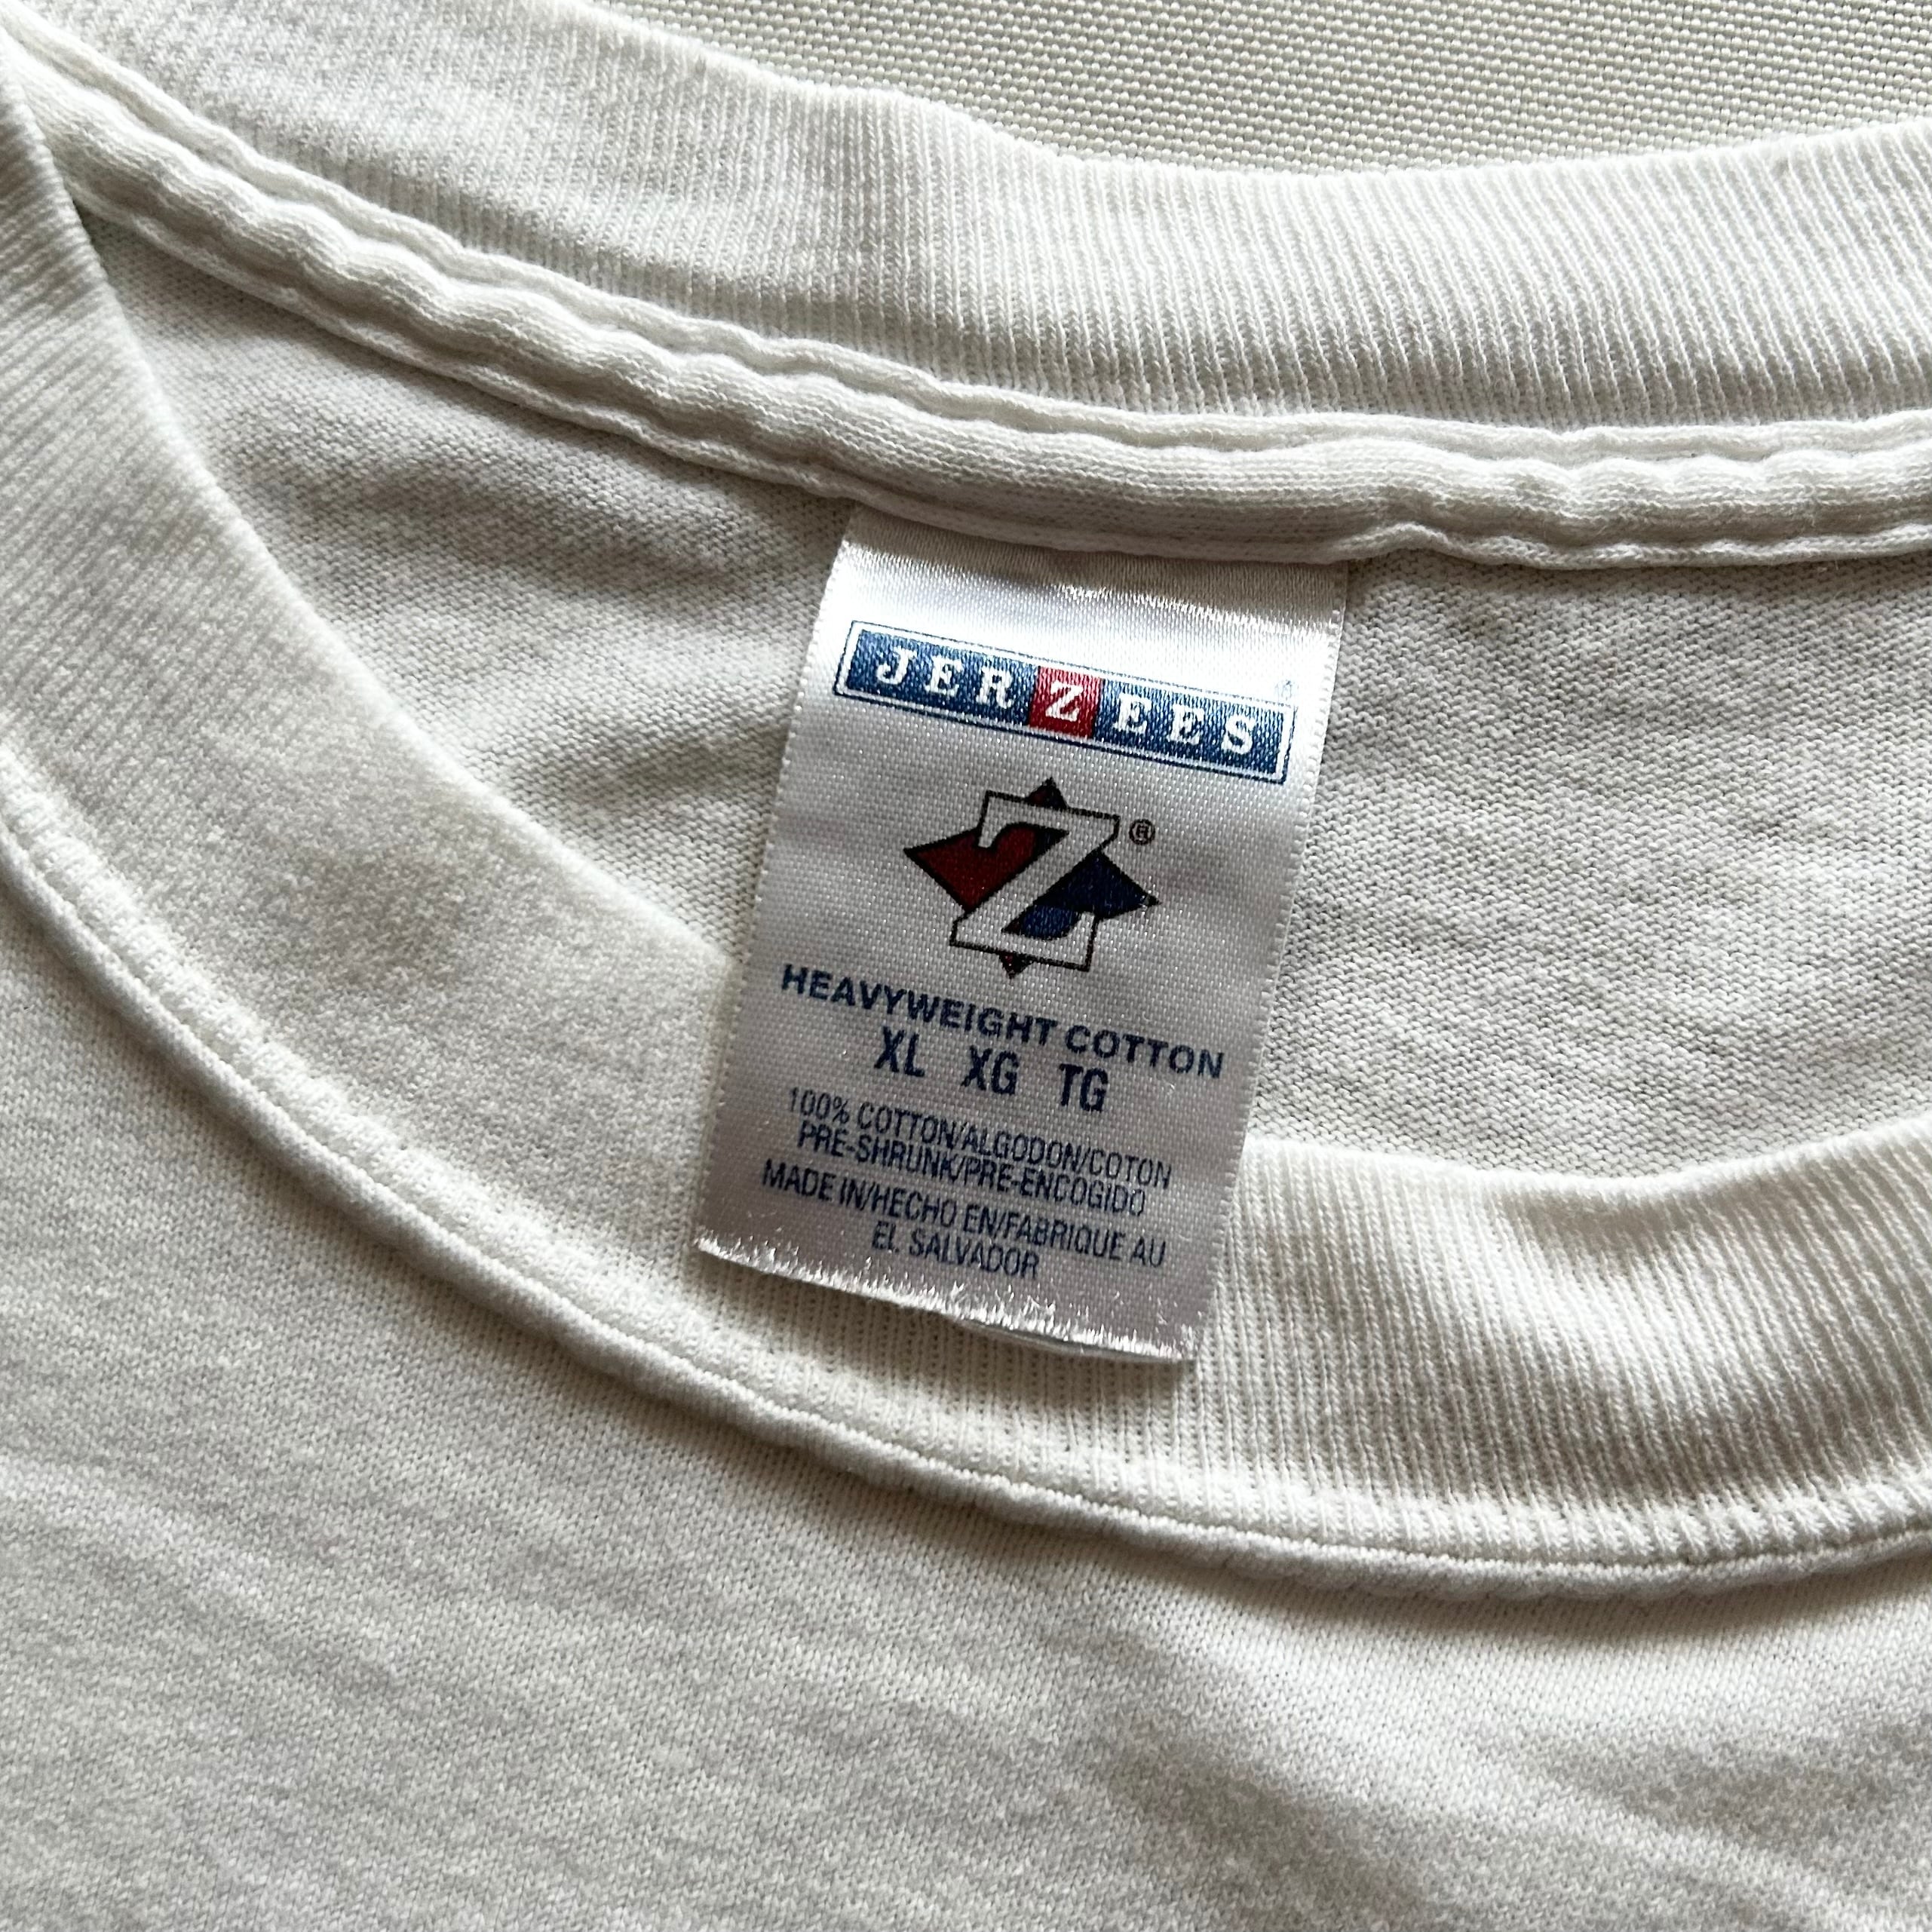 JERZEES
Z®
HEAVYWEIGHT COTTON
XL XG TG
100% COTTON/ALGODON/COTON
PRE-SHRUNK/PRE-ENCOGIDO
MADE IN/HECHO EN/FABRIQUE AU
EL SALVADOR